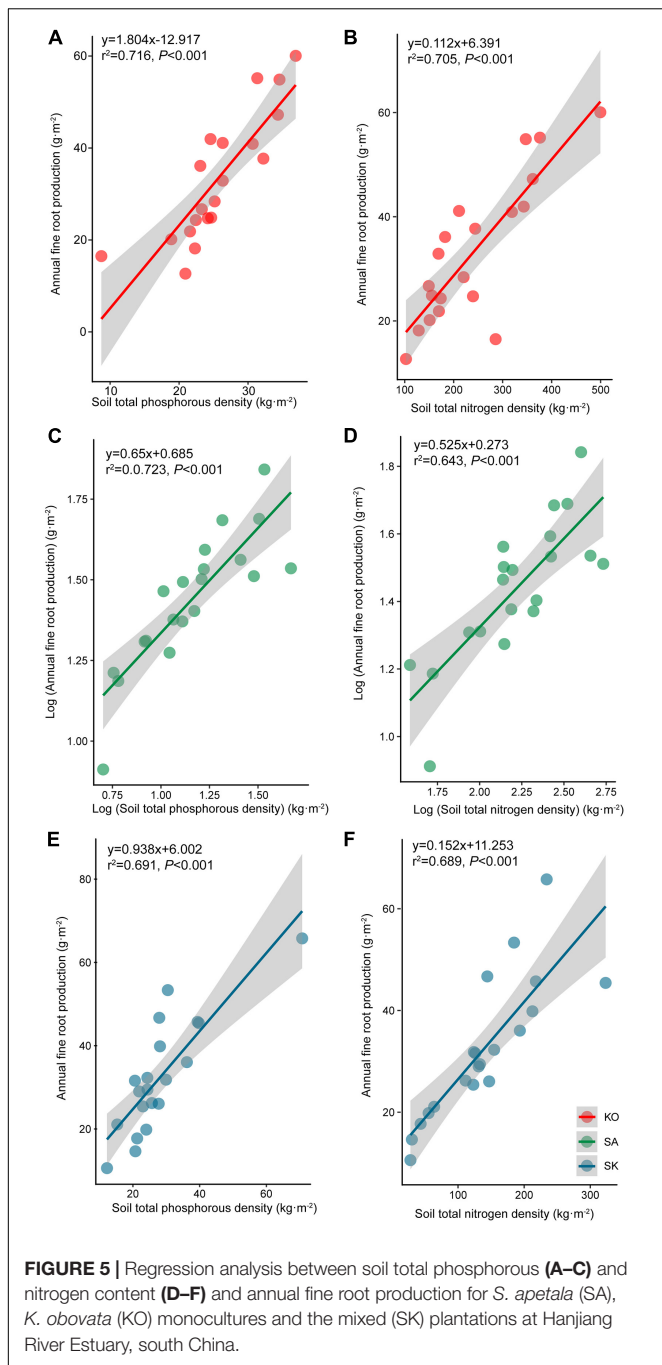 A
y=1.804x-12.917
r²=0.716, P<0.001
60
40
20
0
Annual fine root production (g·m⁻²)
10
20
30
Soil total phosphorous density (kg·m⁻²)
B
y=0.112x+6.391
r²=0.705, P<0.001
60
40
20
Annual fine root production (g·m⁻²)
100
200
300
400
500
Soil total nitrogen density (kg·m⁻²)
C
y=0.65x+0.685
r²=0.0.723, P<0.001
1.75
1.50
1.25
1.00
Log (Annual fine root production) (g·m⁻²)
0.75
1.00
1.25
1.50
Log (Soil total phosphorous density) (kg·m⁻²)
D
y=0.525x+0.273
r²=0.643, P<0.001
1.8
1.6
1.4
1.2
1.0
Log (Annual fine root production) (g·m⁻²)
1.75
2.00
2.25
2.50
2.75
Log (Soil total nitrogen density) (kg·m⁻²)
E
y=0.938x+6.002
r²=0.691, P<0.001
80
60
40
20
Annual fine root production (g·m⁻²)
20
40
60
Soil total phosphorous density (kg·m⁻²)
F
y=0.152x+11.253
r²=0.689, P<0.001
60
40
20
Annual fine root production (g·m⁻²)
100
200
300
Soil total nitrogen density (kg·m⁻²)
KO
SA
SK
FIGURE 5 | Regression analysis between soil total phosphorous (A–C) and
nitrogen content (D–F) and annual fine root production for S. apetala (SA),
K. obovata (KO) monocultures and the mixed (SK) plantations at Hanjiang
River Estuary, south China.